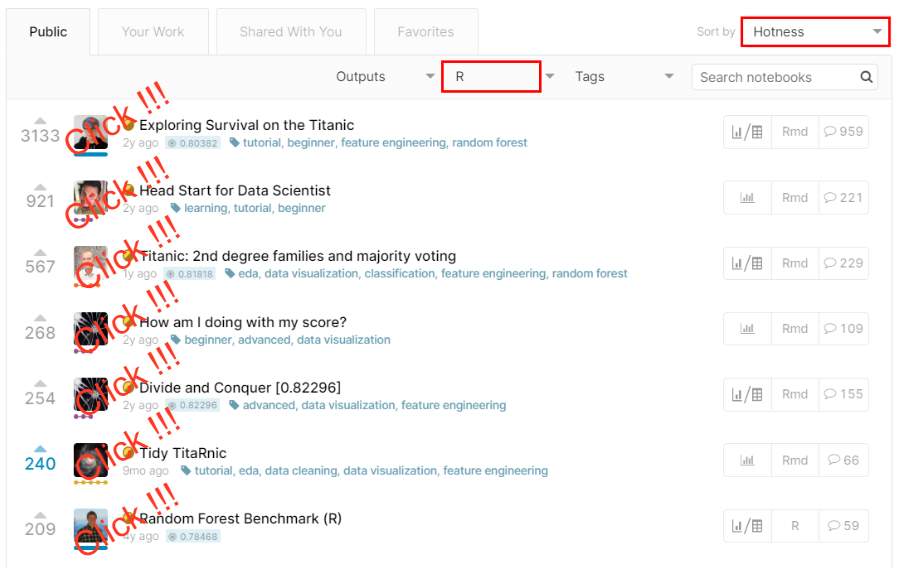 Public Your Work Shared With You Favorites Sort by Hotness
Outputs R Tags Search notebooks
3133 Click !!! Exploring Survival on the Titanic Rmd 959
2y ago 0.80382 tutorial, beginner, feature engineering, random forest
921 Click !!! Head Start for Data Scientist Rmd 221
2y ago learning, tutorial, beginner
567 Click !!! Titanic: 2nd degree families and majority voting Rmd 229
1y ago 0.81818 eda, data visualization, classification, feature engineering, random forest
268 Click !!! How am I doing with my score? Rmd 109
2y ago beginner, advanced, data visualization
254 Click !!! Divide and Conquer [0.82296] Rmd 155
2y ago 0.82296 advanced, data visualization, feature engineering
240 Click !!! Tidy TitaRnic Rmd 66
9mo ago tutorial, eda, data cleaning, data visualization, feature engineering
209 Click !!! Random Forest Benchmark (R) R 59
4y ago 0.78468